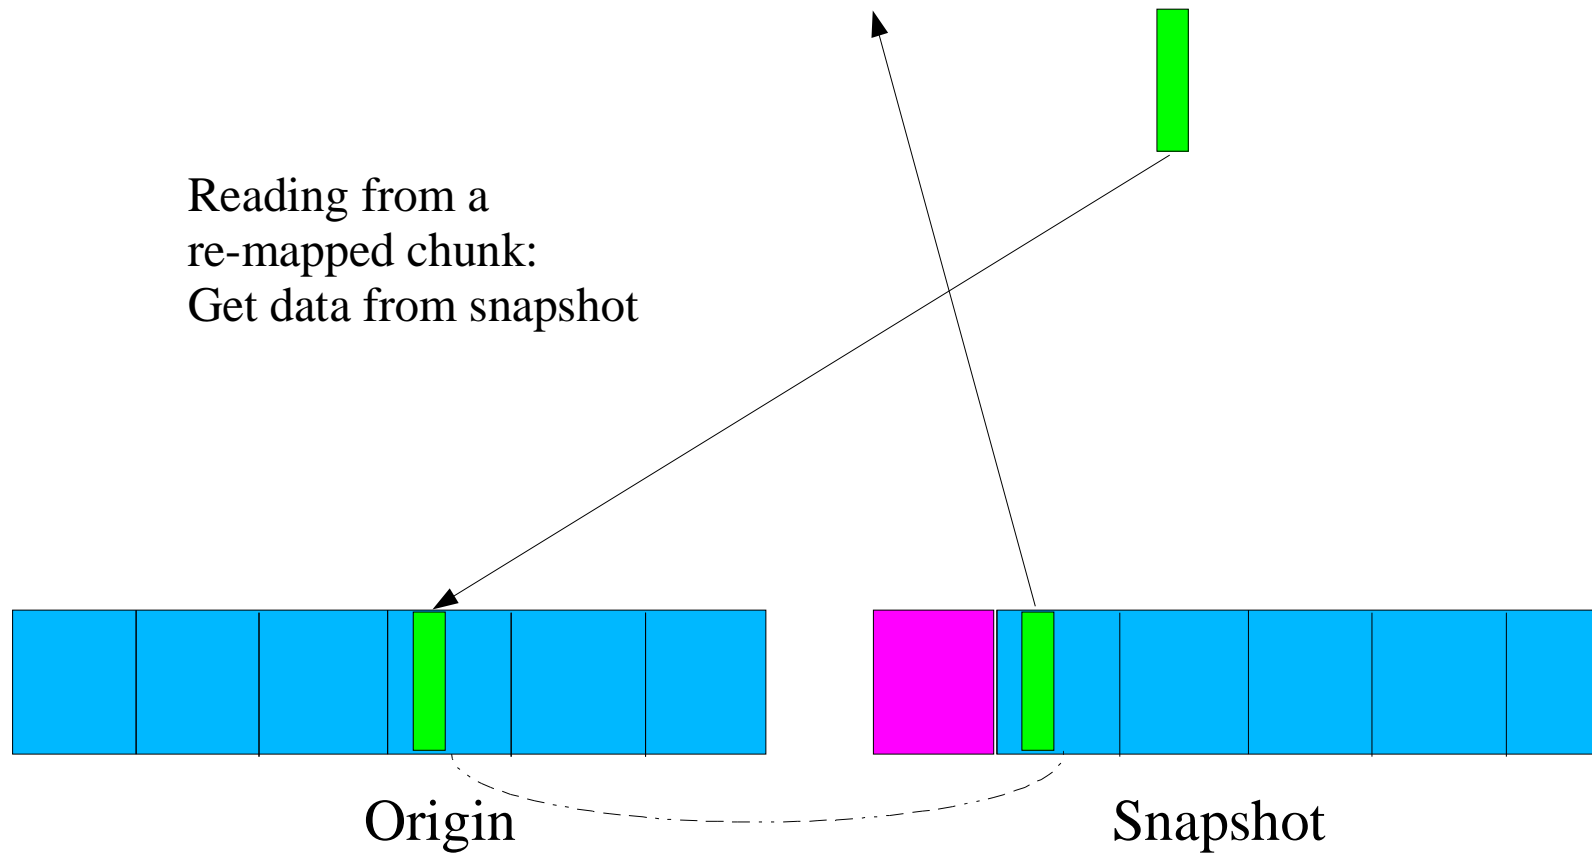 Reading from a
re-mapped chunk:
Get data from snapshot
Origin
Snapshot